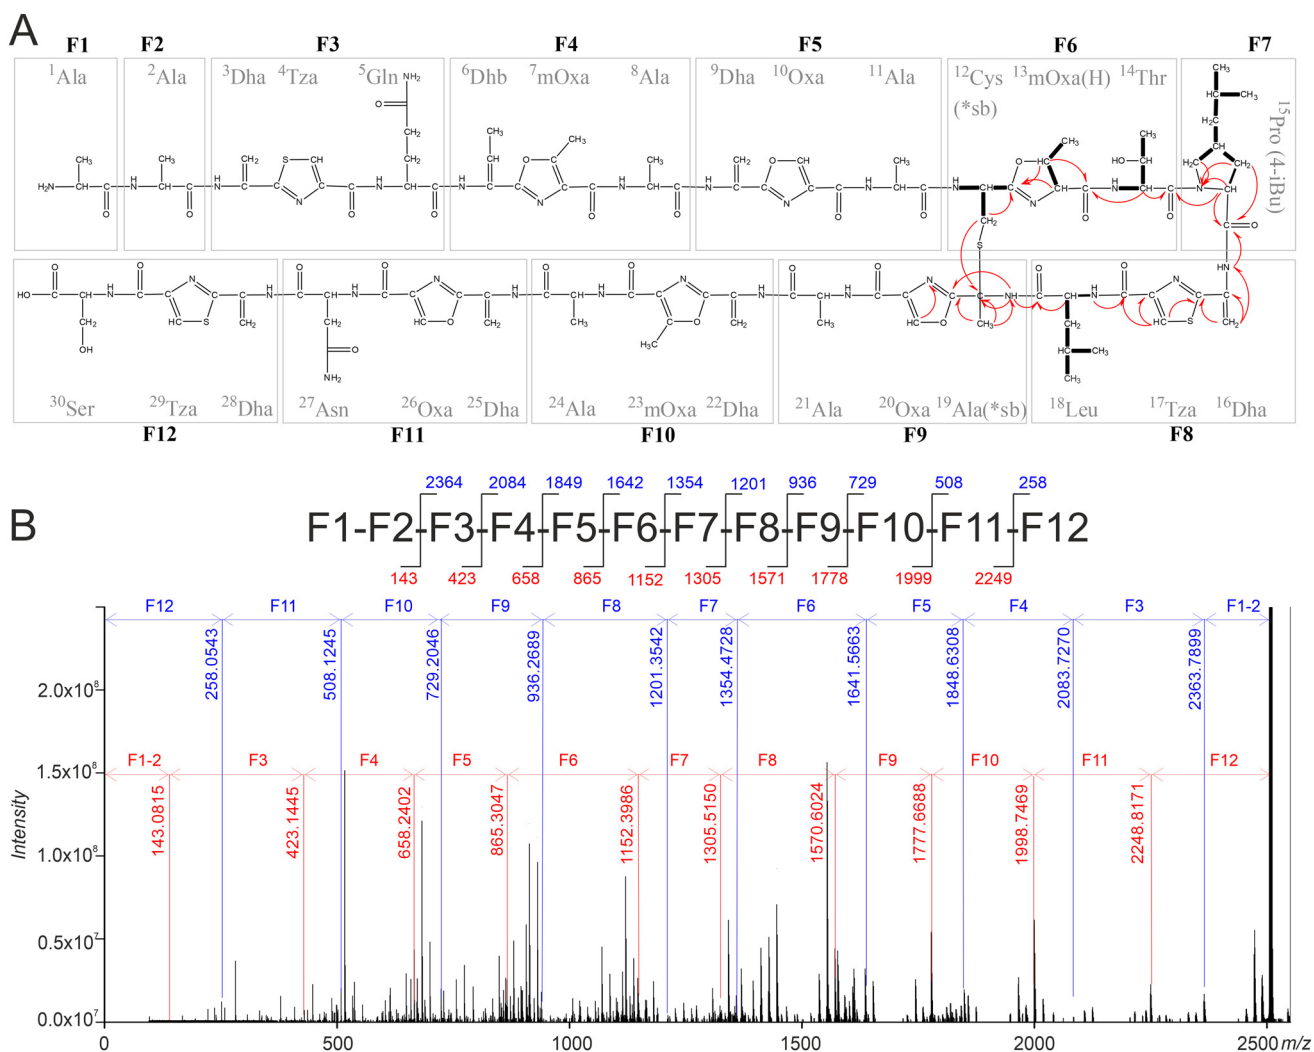 A
F1 F2 F3 F4 F5 F6 F7
1Ala 2Ala 3Dha 4Tza 5Gln 6Dhb 7mOxa 8Ala 9Dha 10Oxa 11Ala 12Cys 13mOxa(H) 14Thr
(*sb)
15Pro (4-iBu)
30Ser 29Tza 28Dha 27Asn 26Oxa 25Dha 24Ala 23mOxa 22Dha 21Ala 20Oxa 19Ala(*sb) 18Leu 17Tza 16Dha
F12 F11 F10 F9 F8
B
2364 2084 1849 1642 1354 1201 936 729 508 258
F1-F2-F3-F4-F5-F6-F7-F8-F9-F10-F11-F12
143 423 658 865 1152 1305 1571 1778 1999 2249
F12 F11 F10 F9 F8 F7 F6 F5 F4 F3 F1-2
258.0543 508.1245 729.2046 936.2689 1201.3542 1354.4728 1641.5663 1848.6308 2083.7270 2363.7899
F1-2 F3 F4 F5 F6 F7 F8 F9 F10 F11 F12
143.0815 423.1445 658.2402 865.3047 1152.3986 1305.5150 1570.6024 1777.6688 1998.7469 2248.8171
Intensity
2.0x10⁸
1.5x10⁸
1.0x10⁸
0.5x10⁷
0.0x10⁷
0 500 1000 1500 2000 2500 m/z